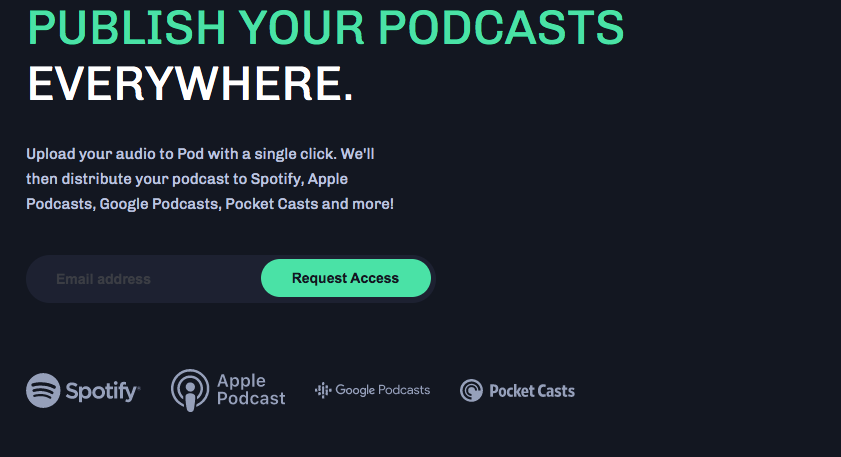 PUBLISH YOUR PODCASTS
EVERYWHERE.
Upload your audio to Pod with a single click. We'll
then distribute your podcast to Spotify, Apple
Podcasts, Google Podcasts, Pocket Casts and more!
Email address
Request Access
Spotify
Apple
Podcast
Google Podcasts
Pocket Casts